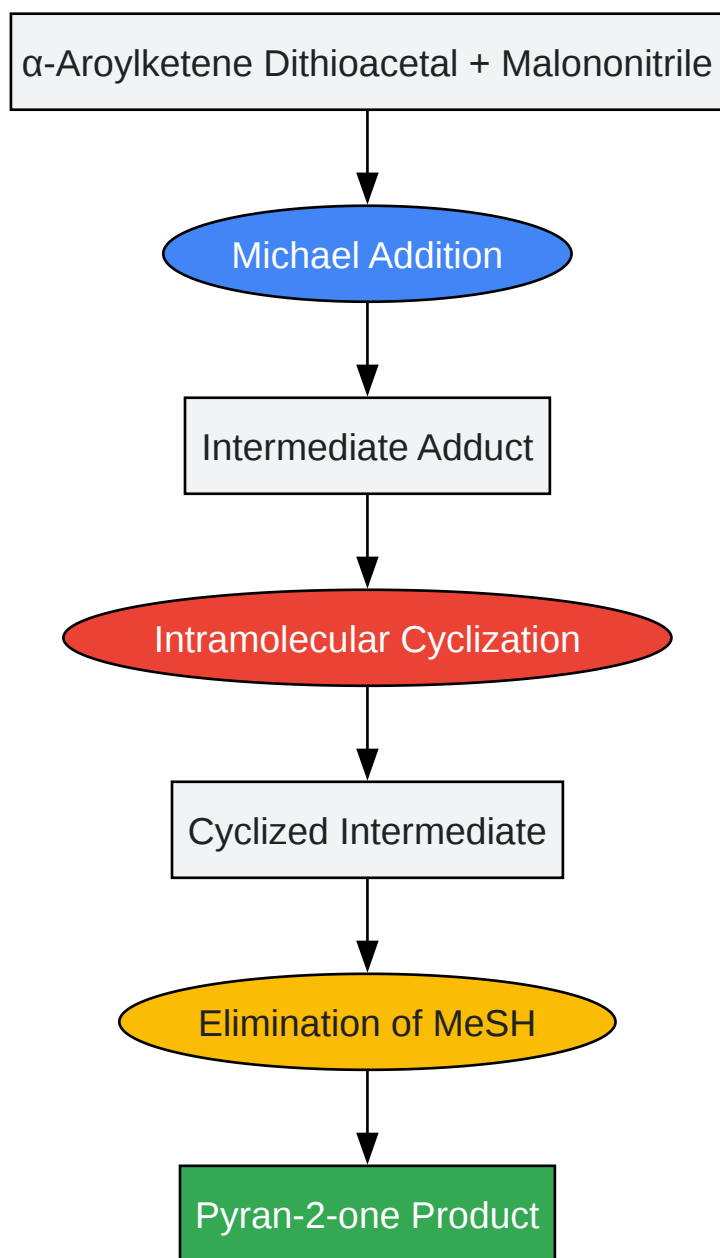 α-Aroylketene Dithioacetal + Malononitrile
Michael Addition
Intermediate Adduct
Intramolecular Cyclization
Cyclized Intermediate
Elimination of MeSH
Pyran-2-one Product